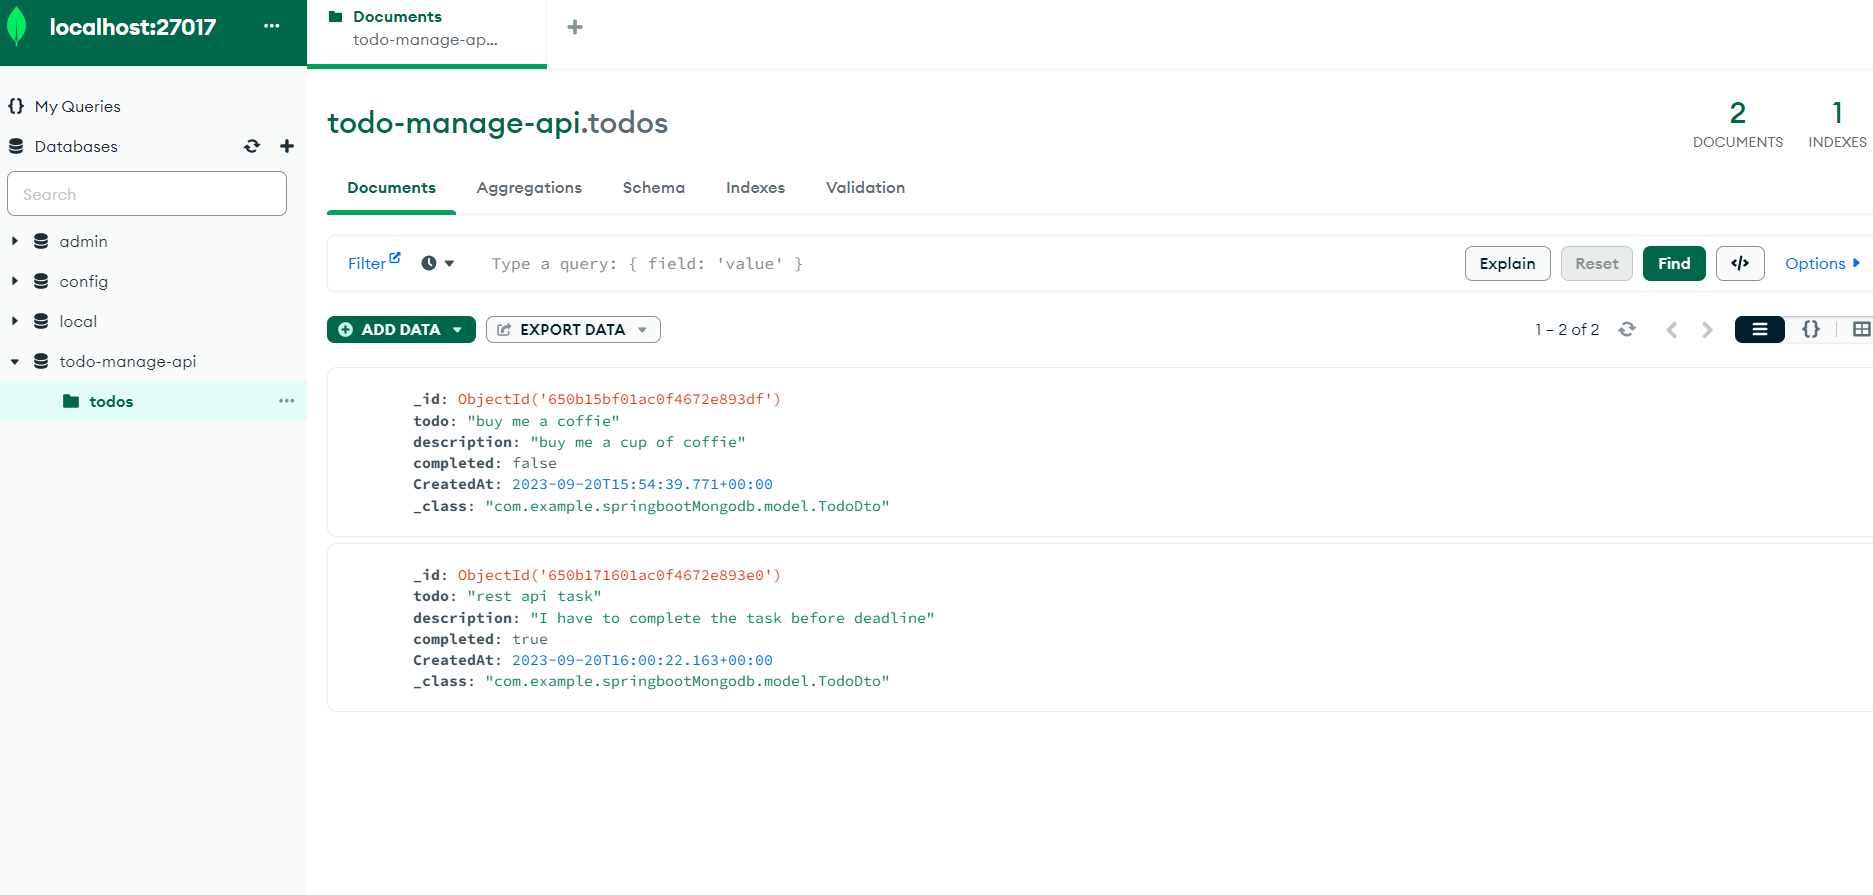 localhost:27017
...
Documents
todo-manage-ap...
+
{} My Queries
Databases
Search
admin
config
local
todo-manage-api
todos
...
todo-manage-api.todos
2
DOCUMENTS
1
INDEXES
Documents Aggregations Schema Indexes Validation
Filter Type a query: { field: 'value' } Explain Reset Find </> Options
ADD DATA EXPORT DATA 1 – 2 of 2 {}
_id: ObjectId('650b15bf01ac0f4672e893df')
todo: "buy me a coffie"
description: "buy me a cup of coffie"
completed: false
CreatedAt: 2023-09-20T15:54:39.771+00:00
_class: "com.example.springbootMongodb.model.TodoDto"
_id: ObjectId('650b171601ac0f4672e893e0')
todo: "rest api task"
description: "I have to complete the task before deadline"
completed: true
CreatedAt: 2023-09-20T16:00:22.163+00:00
_class: "com.example.springbootMongodb.model.TodoDto"